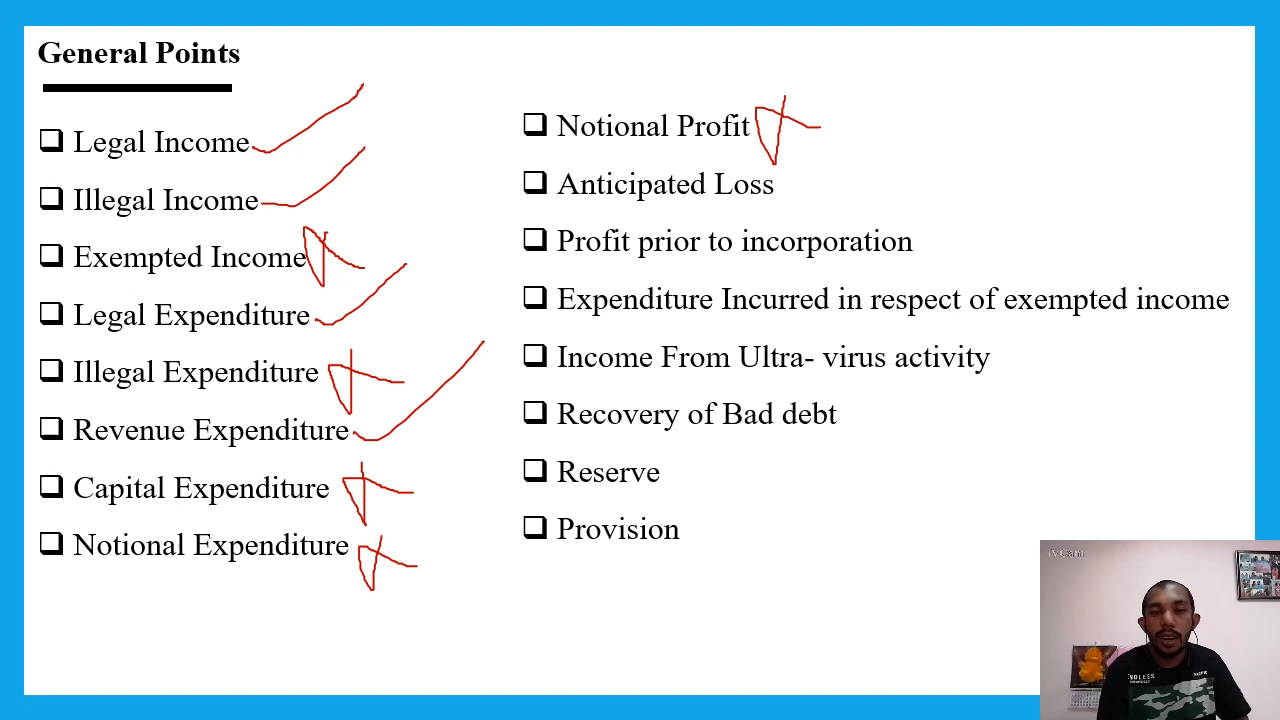 General Points
❑ Legal Income
❑ Illegal Income
❑ Exempted Income
❑ Legal Expenditure
❑ Illegal Expenditure
❑ Revenue Expenditure
❑ Capital Expenditure
❑ Notional Expenditure
❑ Notional Profit
❑ Anticipated Loss
❑ Profit prior to incorporation
❑ Expenditure Incurred in respect of exempted income
❑ Income From Ultra- virus activity
❑ Recovery of Bad debt
❑ Reserve
❑ Provision
iVCam
ENDLESS